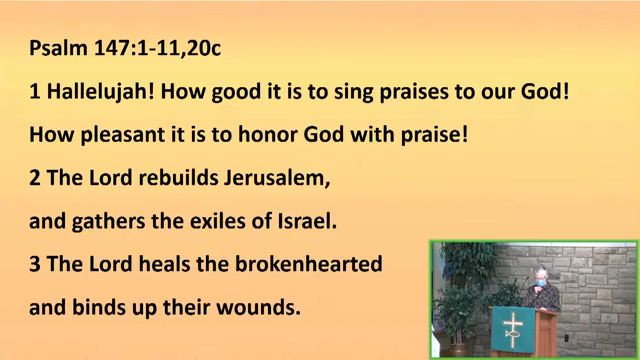 Psalm 147:1-11,20c
1 Hallelujah! How good it is to sing praises to our God!
How pleasant it is to honor God with praise!
2 The Lord rebuilds Jerusalem,
and gathers the exiles of Israel.
3 The Lord heals the brokenhearted
and binds up their wounds.